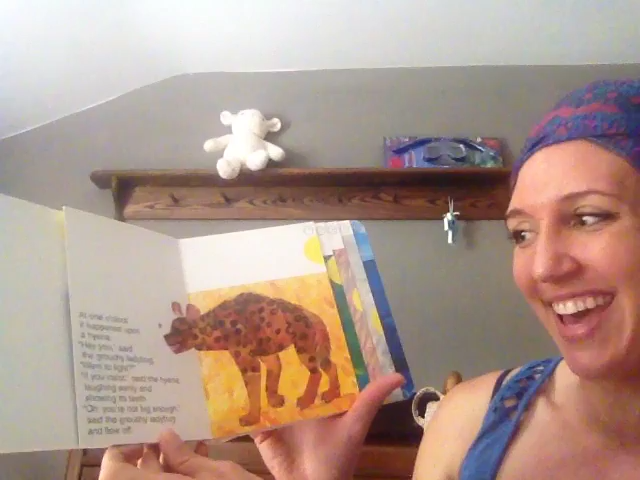 At one o'clock
it happened upon
a hyena.
"Hey you," said
the grouchy ladybug.
"Want to fight?"
"If you insist," said the hyena,
laughing eerily and
showing its teeth.
"Oh, you're not big enough,"
said the grouchy ladybug
and flew off.